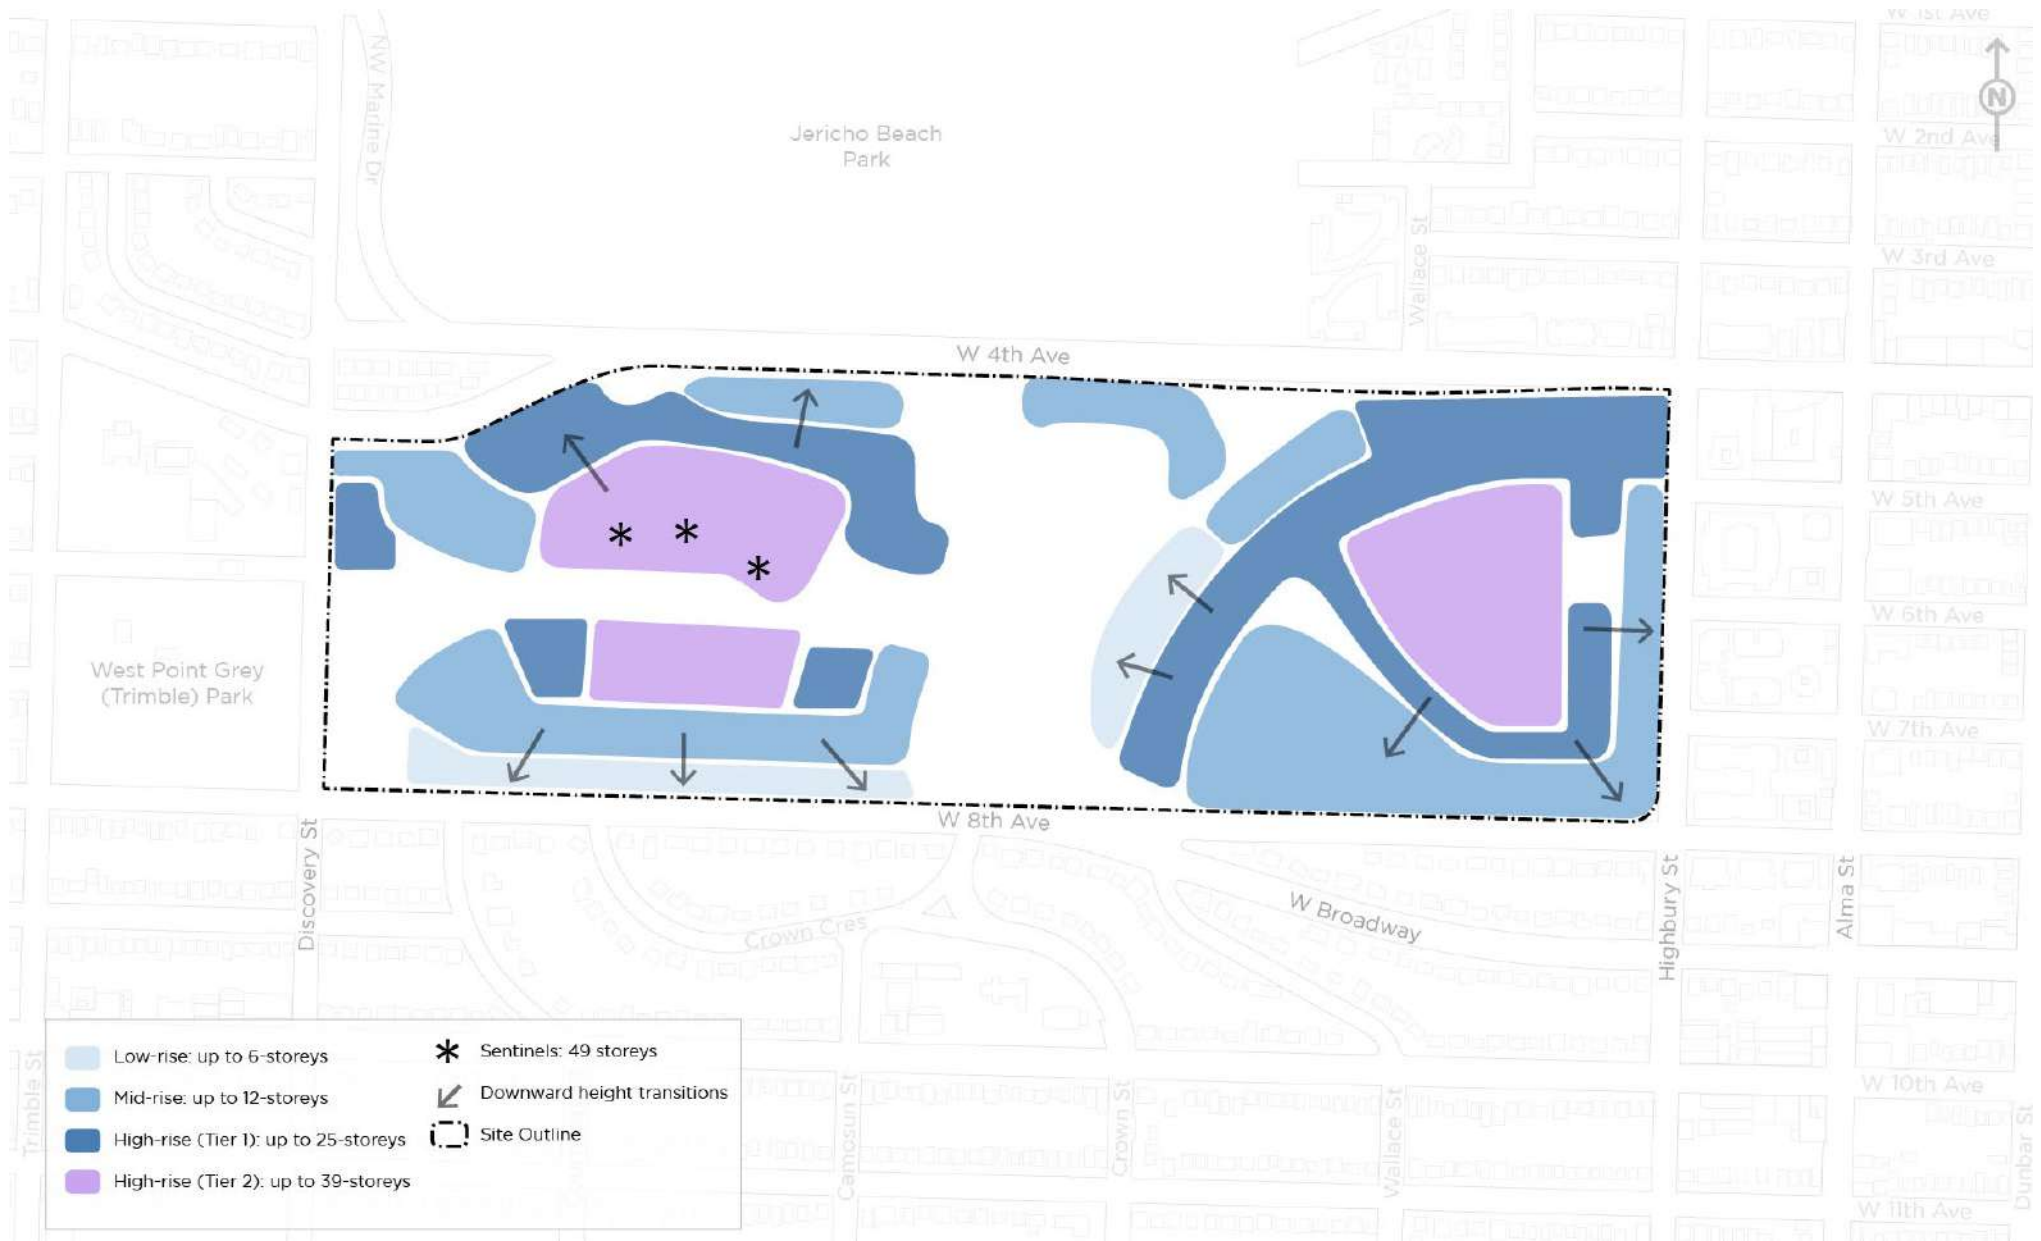 W 1st Ave
N
NW Marine Dr
Jericho Beach
Park
W 2nd Ave
Wallace St
W 3rd Ave
W 4th Ave
W 5th Ave
W 6th Ave
West Point Grey
(Trimble) Park
W 7th Ave
W 8th Ave
Discovery St
Crown Cres
W Broadway
Highbury St
Alma St
Trimble St
Camosun St
Crown St
Wallace St
W 10th Ave
Dunbar St
W 11th Ave
Low-rise: up to 6-storeys
Mid-rise: up to 12-storeys
High-rise (Tier 1): up to 25-storeys
High-rise (Tier 2): up to 39-storeys
* Sentinels: 49 storeys
Downward height transitions
Site Outline